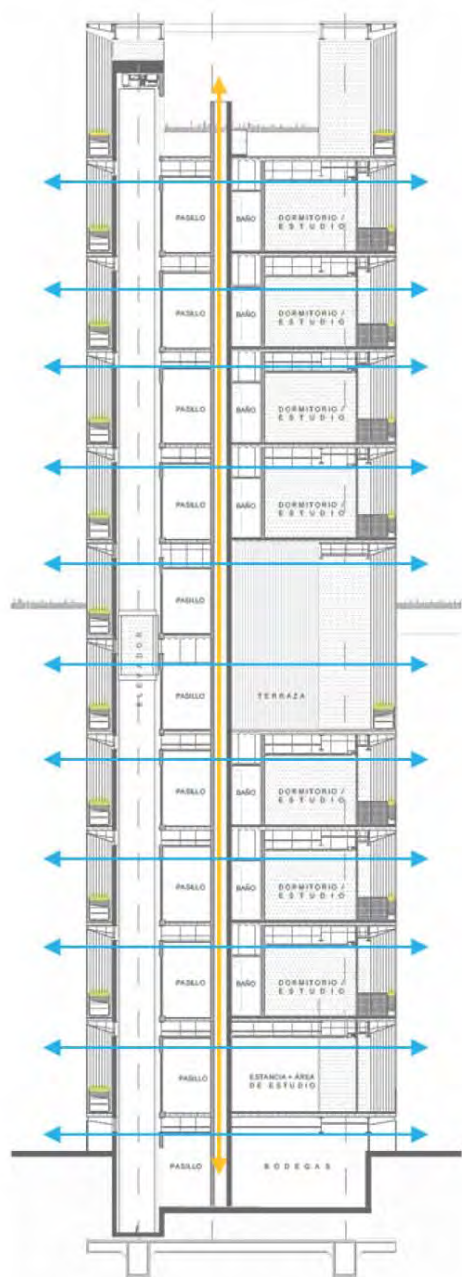 PASILLO BAÑO DORMITORIO /
ESTUDIO
PASILLO BAÑO DORMITORIO /
ESTUDIO
PASILLO BAÑO DORMITORIO /
ESTUDIO
PASILLO BAÑO DORMITORIO /
ESTUDIO
PASILLO
ELEVADOR
PASILLO TERRAZA
PASILLO BAÑO DORMITORIO /
ESTUDIO
PASILLO BAÑO DORMITORIO /
ESTUDIO
PASILLO BAÑO DORMITORIO /
ESTUDIO
PASILLO ESTANCIA + ÁREA
DE ESTUDIO
PASILLO BODEGAS